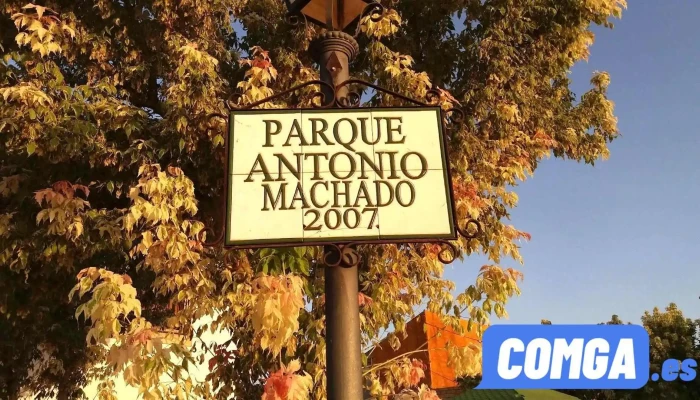 PARQUE
ANTONIO
MACHADO
2007.
COMGA.es